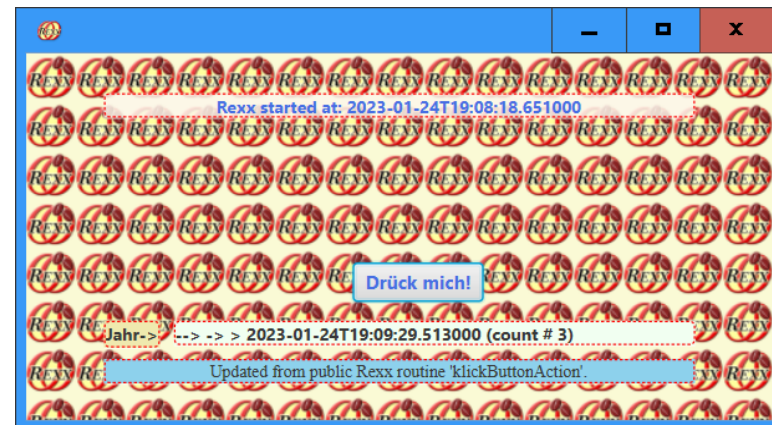 Rexx started at: 2023-01-24T19:08:18.651000
Drück mich!
Jahr-> --> -> > 2023-01-24T19:09:29.513000 (count # 3)
Updated from public Rexx routine 'klickButtonAction'.
REXX